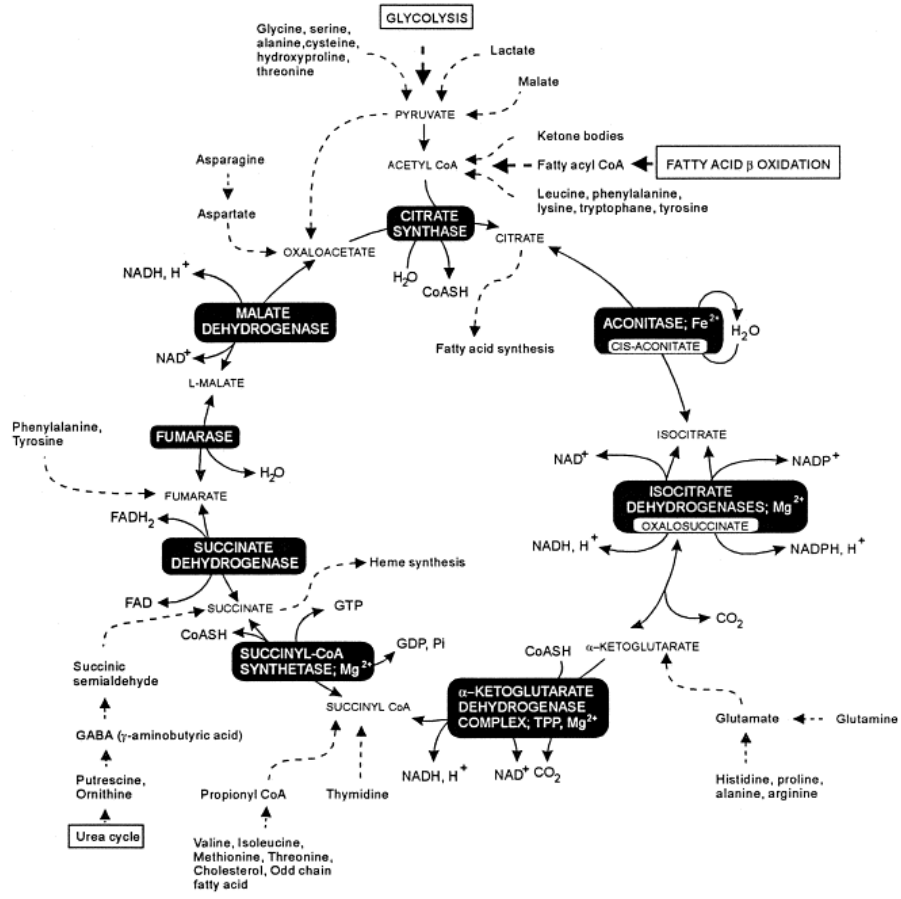 GLYCOLYSIS
Glycine, serine,
alanine,cysteine,
hydroxyproline,
threonine
Lactate
Malate
PYRUVATE
Ketone bodies
Asparagine
ACETYL CoA
Fatty acyl CoA
FATTY ACID β OXIDATION
Leucine, phenylalanine,
lysine, tryptophane, tyrosine
Aspartate
CITRATE
SYNTHASE
CITRATE
OXALOACETATE
NADH, H+
H2O
CoASH
MALATE
DEHYDROGENASE
ACONITASE; Fe2+
H2O
CIS-ACONITATE
Fatty acid synthesis
NAD+
L-MALATE
Phenylalanine,
Tyrosine
FUMARASE
ISOCITRATE
NAD+
NADP+
H2O
FUMARATE
ISOCITRATE
DEHYDROGENASES; Mg2+
OXALOSUCCINATE
FADH2
NADH, H+
NADPH, H+
SUCCINATE
DEHYDROGENASE
Heme synthesis
FAD
SUCCINATE
GTP
CO2
CoASH
GDP, Pi
SUCCINYL-CoA
SYNTHETASE; Mg2+
CoASH
α–KETOGLUTARATE
Succinic
semialdehyde
α–KETOGLUTARATE
DEHYDROGENASE
COMPLEX; TPP, Mg2+
SUCCINYL CoA
Glutamate
Glutamine
GABA (γ-aminobutyric acid)
NADH, H+
NAD+
CO2
Putrescine,
Ornithine
Propionyl CoA
Thymidine
Histidine, proline,
alanine, arginine
Urea cycle
Valine, Isoleucine,
Methionine, Threonine,
Cholesterol, Odd chain
fatty acid